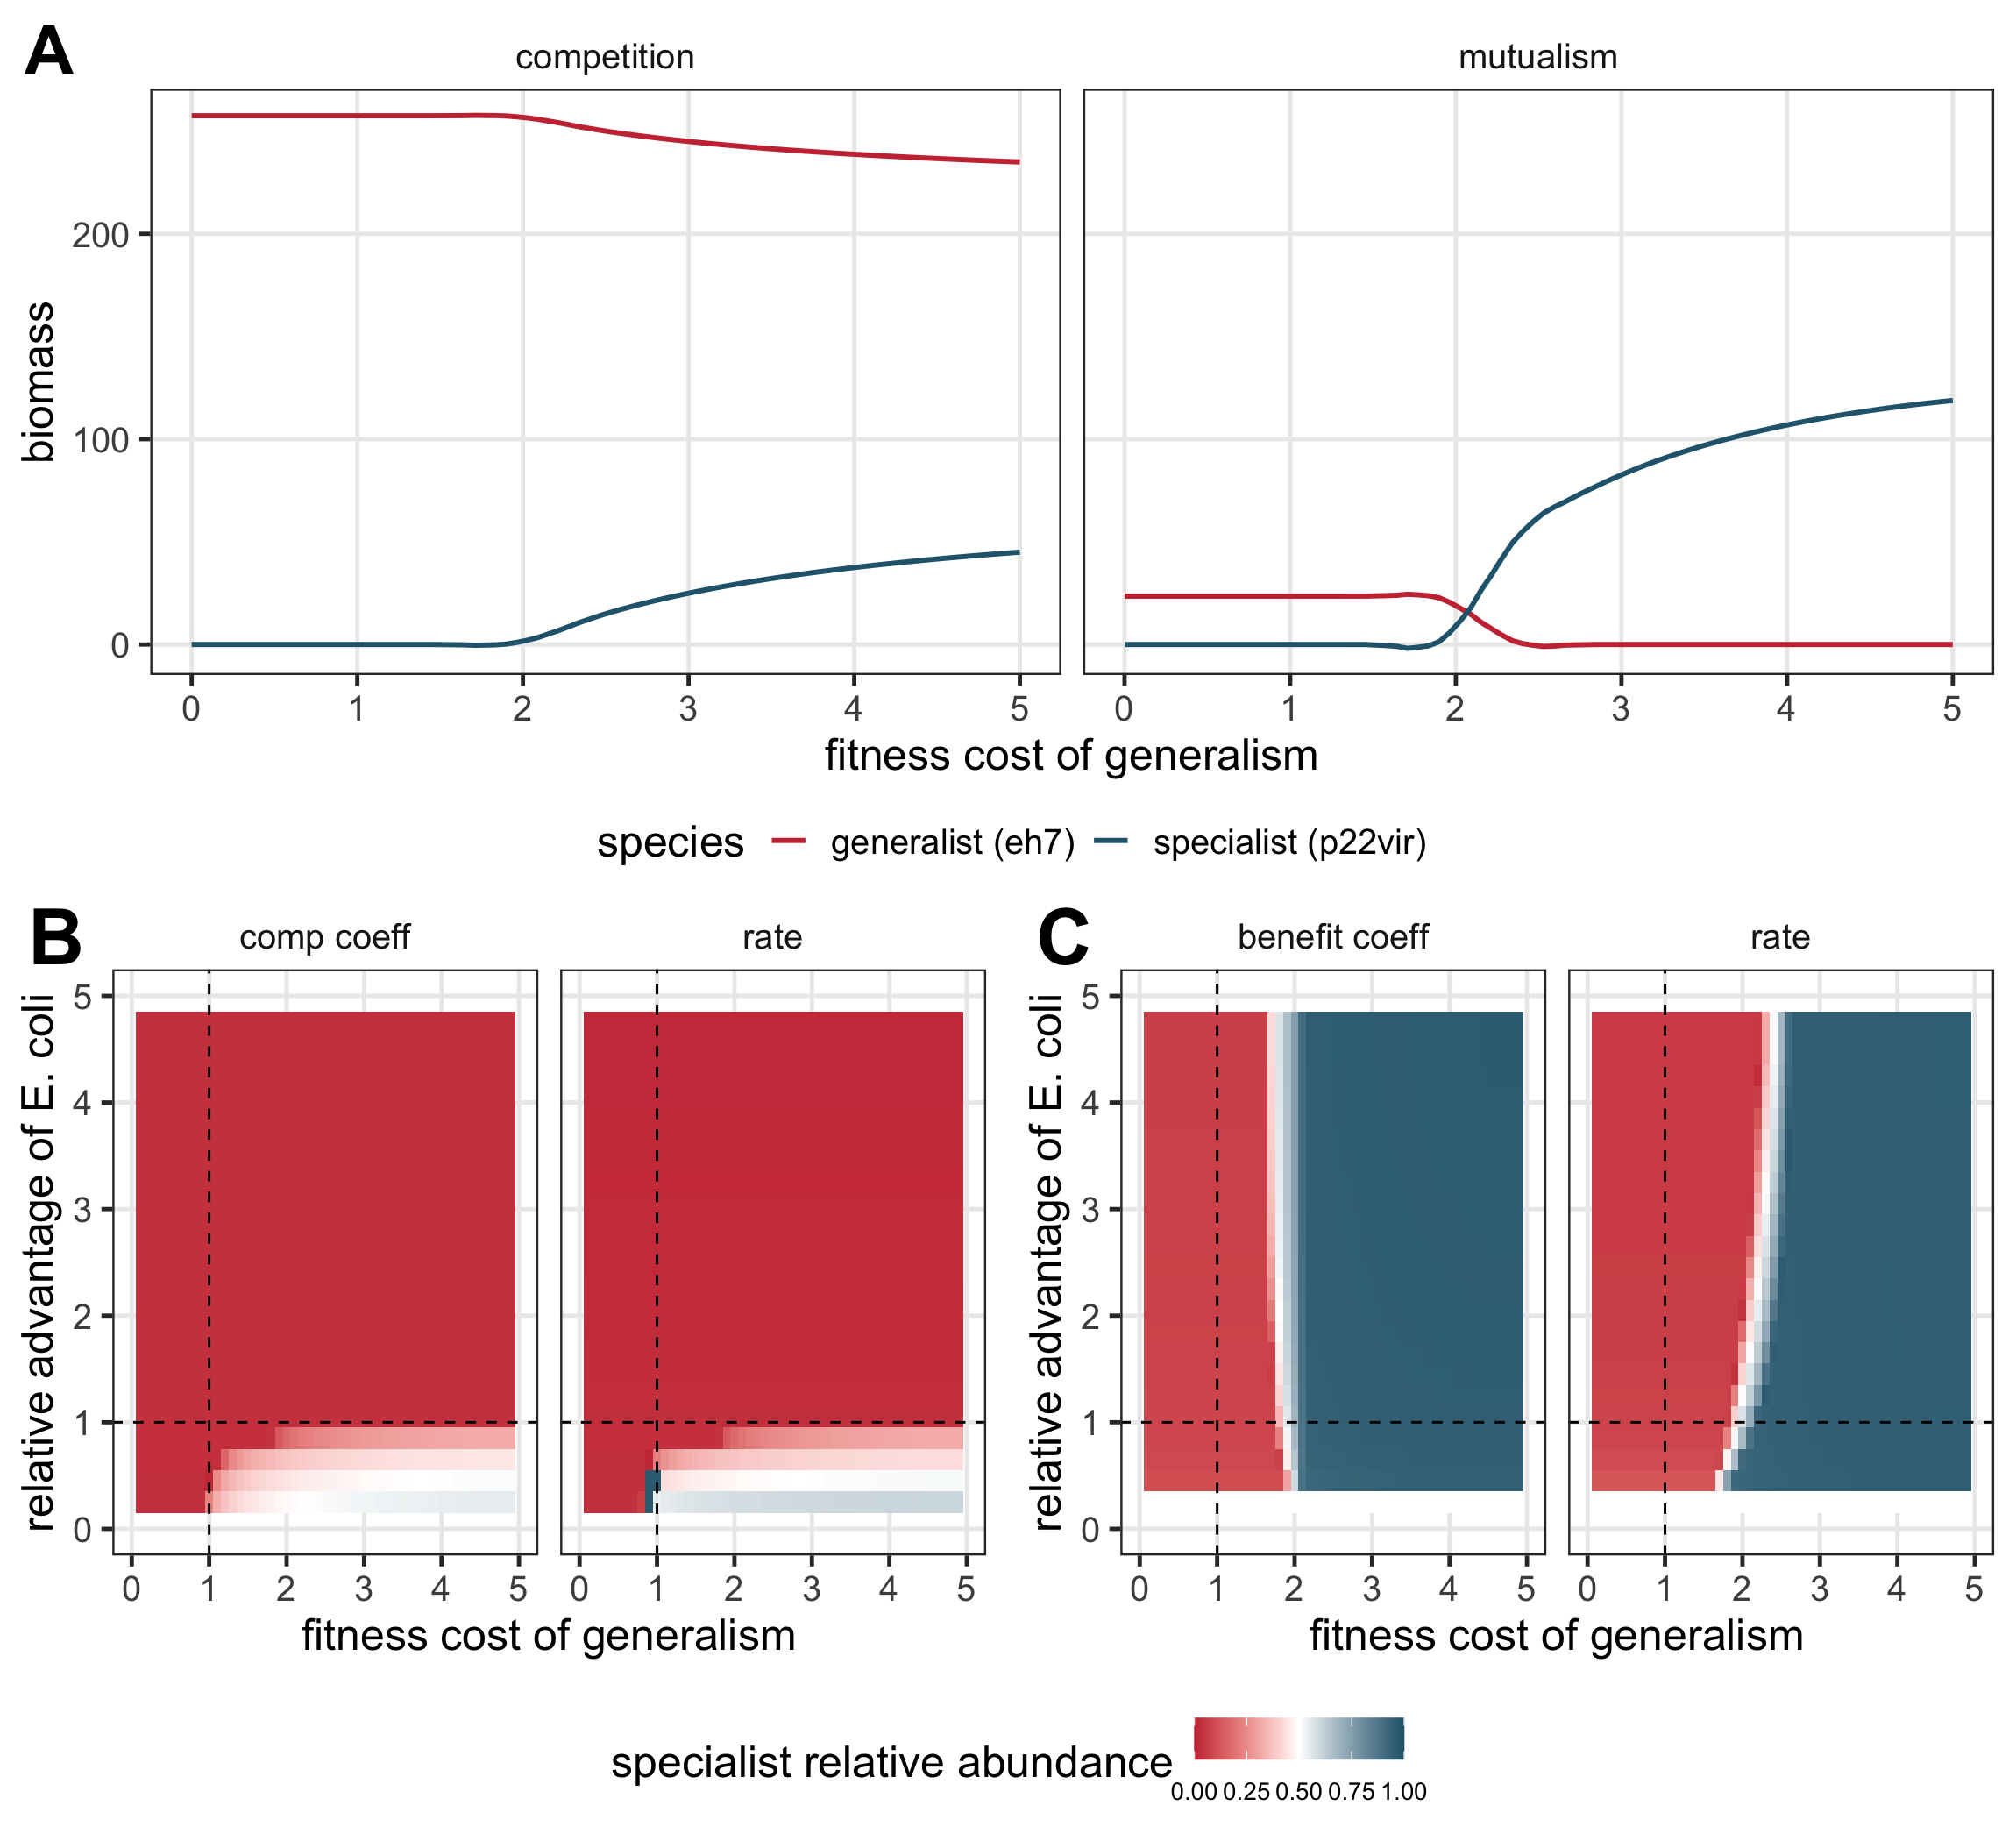 A
competition mutualism
biomass
200
100
0
0 1 2 3 4 5 0 1 2 3 4 5
fitness cost of generalism
species generalist (eh7) specialist (p22vir)
B C
comp coeff rate benefit coeff rate
relative advantage of E. coli
5
4
3
2
1
0
0 1 2 3 4 5 0 1 2 3 4 5
fitness cost of generalism
relative advantage of E. coli
5
4
3
2
1
0
0 1 2 3 4 5 0 1 2 3 4 5
fitness cost of generalism
specialist relative abundance
0.00 0.25 0.50 0.75 1.00